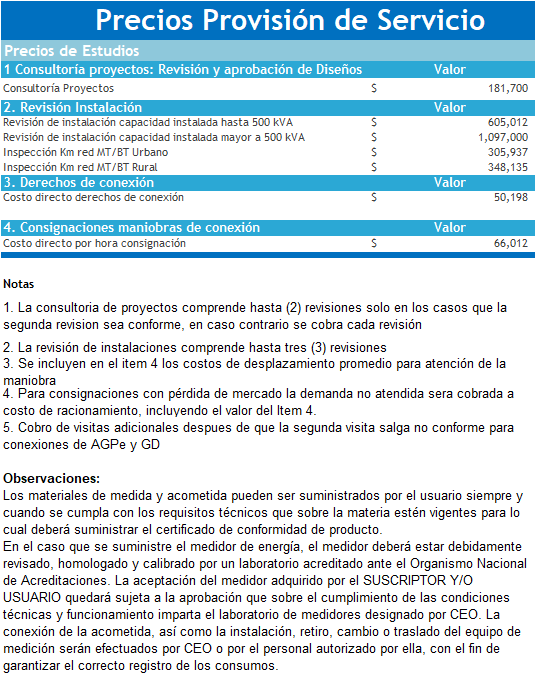 Precios Provisión de Servicio
Precios de Estudios
1 Consultoría proyectos: Revisión y aprobación de Diseños Valor
Consultoría Proyectos $ 181,700
2. Revisión Instalación Valor
Revisión de instalación capacidad instalada hasta 500 kVA $ 605,012
Revisión de instalación capacidad instalada mayor a 500 kVA $ 1,097,000
Inspección Km red MT/BT Urbano $ 305,937
Inspección Km red MT/BT Rural $ 348,135
3. Derechos de conexión Valor
Costo directo derechos de conexión $ 50,198
4. Consignaciones maniobras de conexión Valor
Costo directo por hora consignación $ 66,012
Notas
1. La consultoria de proyectos comprende hasta (2) revisiones solo en los casos que la
segunda revision sea conforme, en caso contrario se cobra cada revisión
2. La revisión de instalaciones comprende hasta tres (3) revisiones
3. Se incluyen en el item 4 los costos de desplazamiento promedio para atención de la
maniobra
4. Para consignaciones con pérdida de mercado la demanda no atendida sera cobrada a
costo de racionamiento, incluyendo el valor del Item 4.
5. Cobro de visitas adicionales despues de que la segunda visita salga no conforme para
conexiones de AGPe y GD
Observaciones:
Los materiales de medida y acometida pueden ser suministrados por el usuario siempre y
cuando se cumpla con los requisitos técnicos que sobre la materia estén vigentes para lo
cual deberá suministrar el certificado de conformidad de producto.
En el caso que se suministre el medidor de energía, el medidor deberá estar debidamente
revisado, homologado y calibrado por un laboratorio acreditado ante el Organismo Nacional
de Acreditaciones. La aceptación del medidor adquirido por el SUSCRIPTOR Y/O
USUARIO quedará sujeta a la aprobación que sobre el cumplimiento de las condiciones
técnicas y funcionamiento imparta el laboratorio de medidores designado por CEO. La
conexión de la acometida, así como la instalación, retiro, cambio o traslado del equipo de
medición serán efectuados por CEO o por el personal autorizado por ella, con el fin de
garantizar el correcto registro de los consumos.